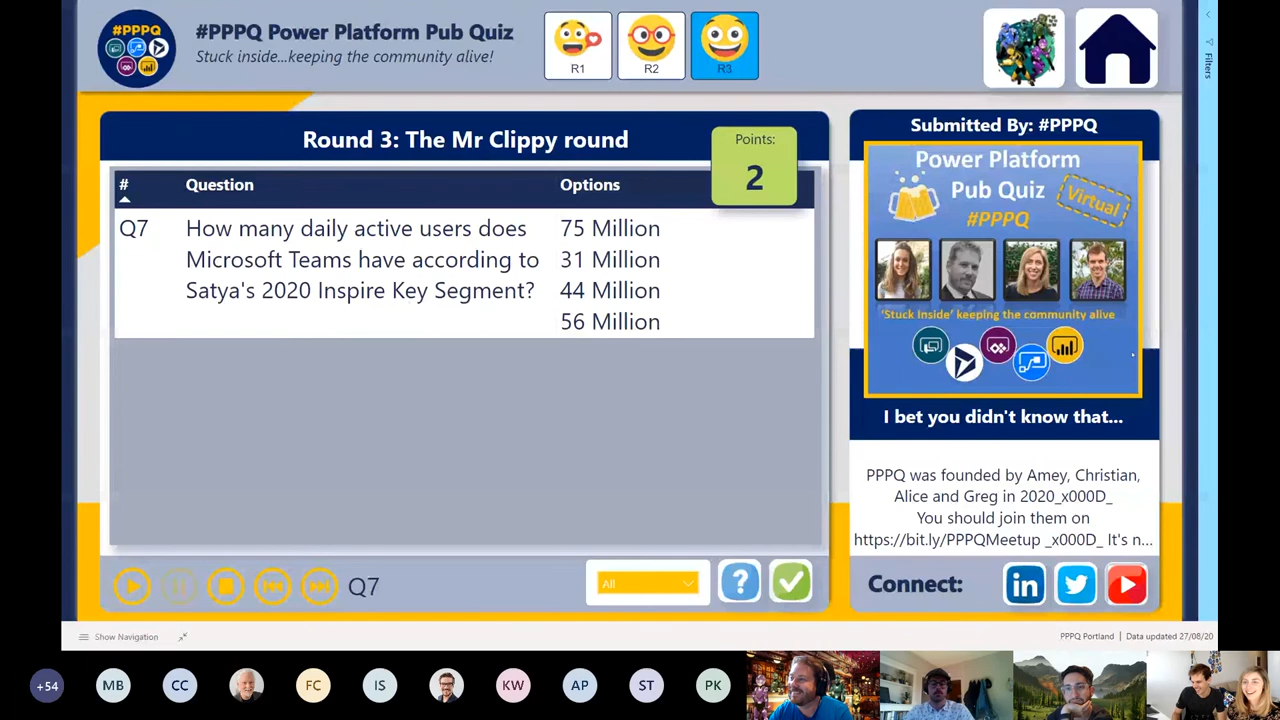 #PPPQ
#PPPQ Power Platform Pub Quiz
Stuck inside...keeping the community alive!
R1
R2
R3
Filters
Round 3: The Mr Clippy round
Points:
2
# Question Options
Q7 How many daily active users does
Microsoft Teams have according to
Satya's 2020 Inspire Key Segment?
75 Million
31 Million
44 Million
56 Million
Q7
All
?
Submitted By: #PPPQ
Power Platform
Pub Quiz
#PPPQ
Virtual
'Stuck Inside' keeping the community alive
I bet you didn't know that...
PPPQ was founded by Amey, Christian,
Alice and Greg in 2020_x000D_
You should join them on
https://bit.ly/PPPQMeetup _x000D_ It's n...
Connect:
in
Show Navigation
PPPQ Portland | Data updated 27/08/20
+54
MB
CC
FC
IS
KW
AP
ST
PK